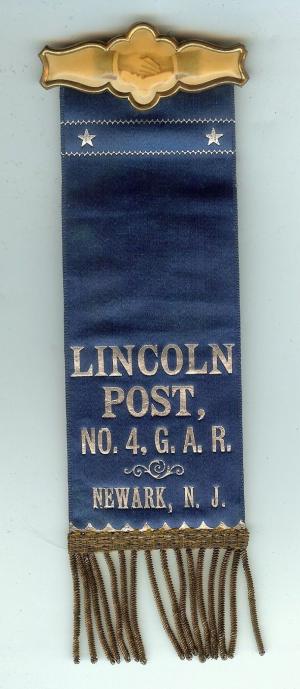 LINCOLN
POST,
NO. 4, G. A. R.
NEWARK, N. J.